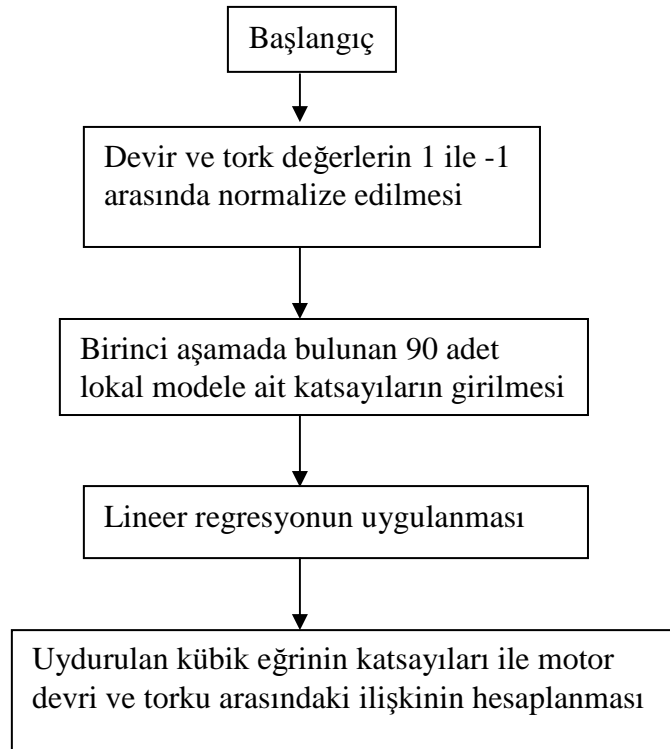 Başlangıç
Devir ve tork değerlerin 1 ile -1
arasında normalize edilmesi
Birinci aşamada bulunan 90 adet
lokal modele ait katsayıların girilmesi
Lineer regresyonun uygulanması
Uydurulan kübik eğrinin katsayıları ile motor
devri ve torku arasındaki ilişkinin hesaplanması